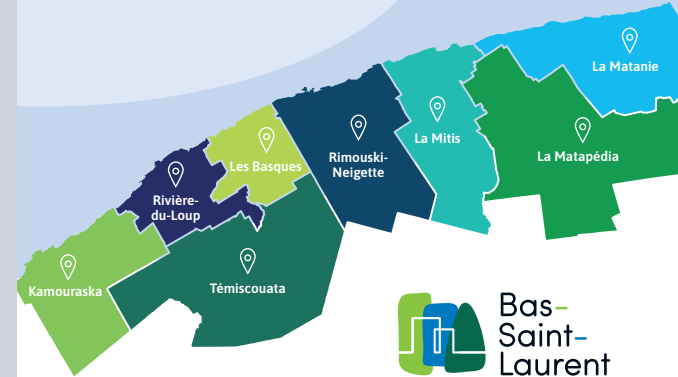 La Matanie
La Matapédia
La Mitis
Rimouski-
Neigette
Les Basques
Rivière-
du-Loup
Témiscouata
Kamouraska
Bas-
Saint-
Laurent